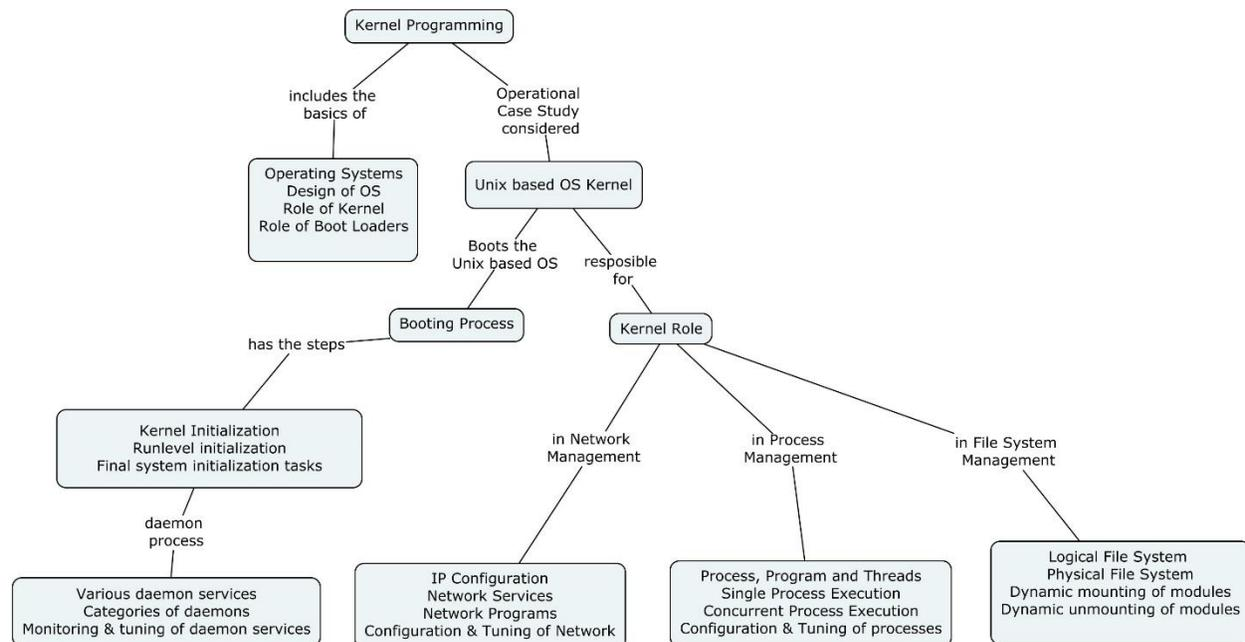 Kernel Programming
includes the
basics of
Operational
Case Study
considered
Operating Systems
Design of OS
Role of Kernel
Role of Boot Loaders
Unix based OS Kernel
Boots the
Unix based OS
resposible
for
Booting Process
Kernel Role
has the steps
Kernel Initialization
Runlevel initialization
Final system initialization tasks
in Network
Management
in Process
Management
in File System
Management
daemon
process
Various daemon services
Categories of daemons
Monitoring & tuning of daemon services
IP Configuration
Network Services
Network Programs
Configuration & Tuning of Network
Process, Program and Threads
Single Process Execution
Concurrent Process Execution
Configuration & Tuning of processes
Logical File System
Physical File System
Dynamic mounting of modules
Dynamic unmounting of modules